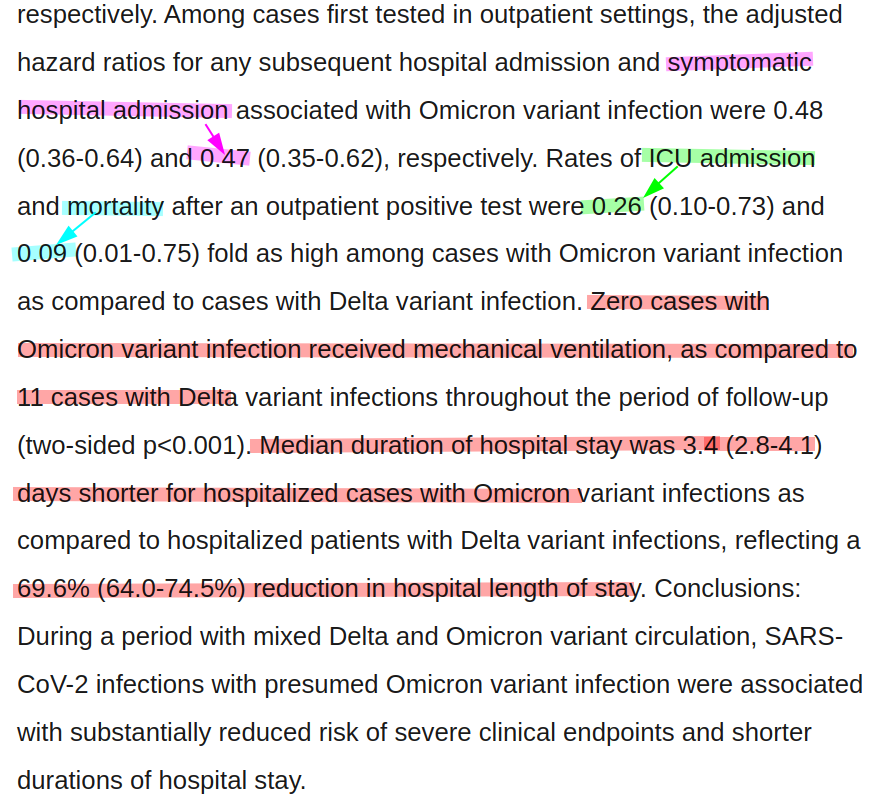 respectively. Among cases first tested in outpatient settings, the adjusted
hazard ratios for any subsequent hospital admission and symptomatic
hospital admission associated with Omicron variant infection were 0.48
(0.36-0.64) and 0.47 (0.35-0.62), respectively. Rates of ICU admission
and mortality after an outpatient positive test were 0.26 (0.10-0.73) and
0.09 (0.01-0.75) fold as high among cases with Omicron variant infection
as compared to cases with Delta variant infection. Zero cases with
Omicron variant infection received mechanical ventilation, as compared to
11 cases with Delta variant infections throughout the period of follow-up
(two-sided p<0.001). Median duration of hospital stay was 3.4 (2.8-4.1)
days shorter for hospitalized cases with Omicron variant infections as
compared to hospitalized patients with Delta variant infections, reflecting a
69.6% (64.0-74.5%) reduction in hospital length of stay. Conclusions:
During a period with mixed Delta and Omicron variant circulation, SARS-
CoV-2 infections with presumed Omicron variant infection were associated
with substantially reduced risk of severe clinical endpoints and shorter
durations of hospital stay.